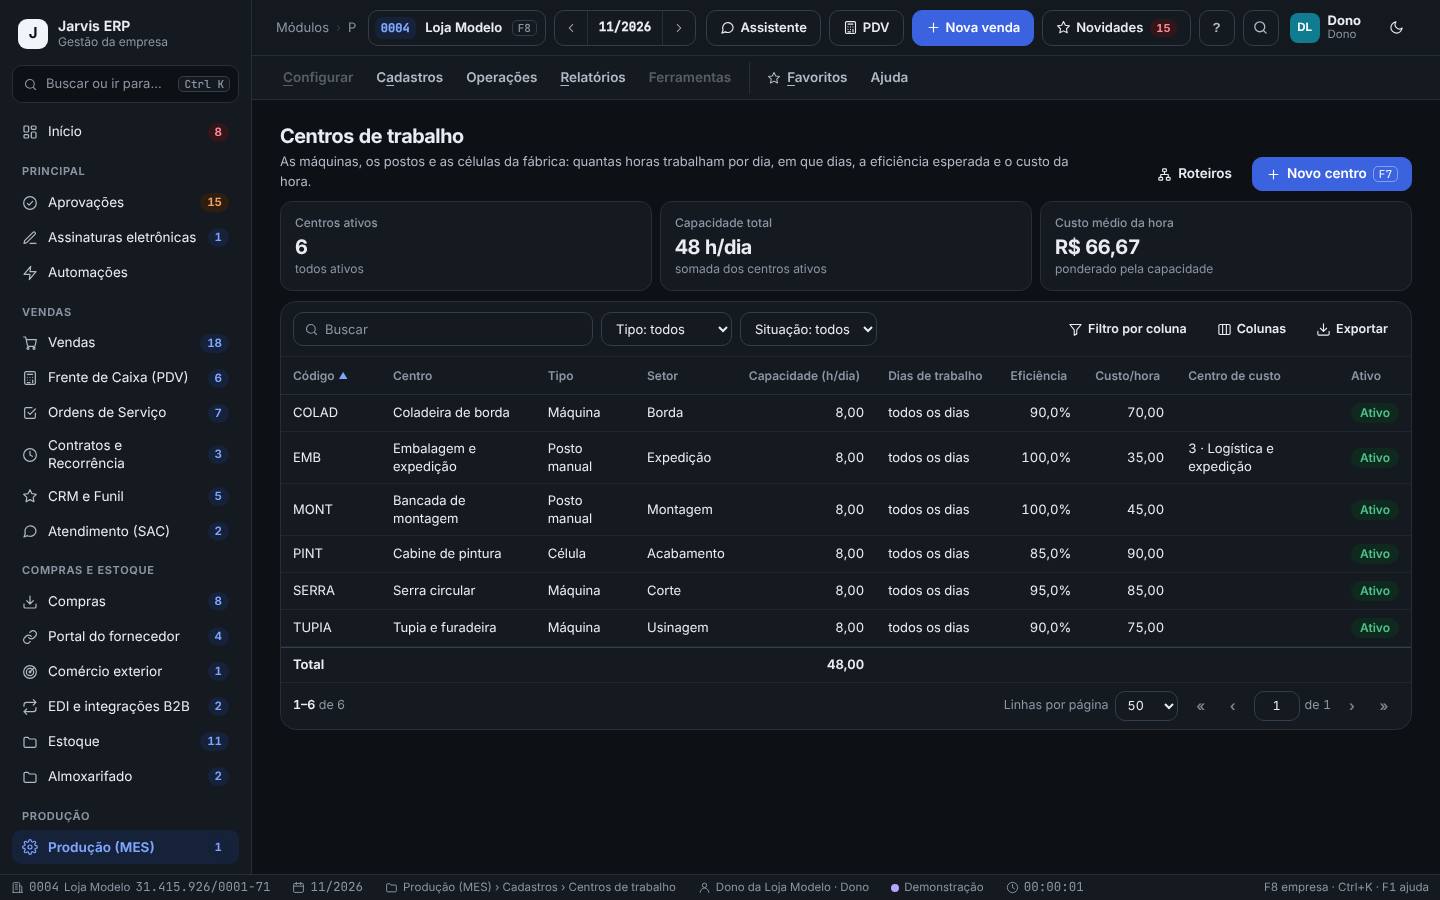 J
Jarvis ERP
Gestão da empresa
Buscar ou ir para... Ctrl K
Início 8
PRINCIPAL
Aprovações 15
Assinaturas eletrônicas 1
Automações
VENDAS
Vendas 18
Frente de Caixa (PDV) 6
Ordens de Serviço 7
Contratos e
Recorrência 3
CRM e Funil 5
Atendimento (SAC) 2
COMPRAS E ESTOQUE
Compras 8
Portal do fornecedor 4
Comércio exterior 1
EDI e integrações B2B 2
Estoque 11
Almoxarifado 2
PRODUÇÃO
Produção (MES) 1
Módulos › P 0004 Loja Modelo F8 ‹ 11/2026 › Assistente PDV + Nova venda Novidades 15 ? DL Dono
Dono
Configurar Cadastros Operações Relatórios Ferramentas Favoritos Ajuda
Centros de trabalho
As máquinas, os postos e as células da fábrica: quantas horas trabalham por dia, em que dias, a eficiência esperada e o custo da
hora.
Roteiros + Novo centro F7
Centros ativos
6
todos ativos
Capacidade total
48 h/dia
somada dos centros ativos
Custo médio da hora
R$ 66,67
ponderado pela capacidade
Buscar Tipo: todos Situação: todos Filtro por coluna Colunas Exportar
Código ▲ Centro Tipo Setor Capacidade (h/dia) Dias de trabalho Eficiência Custo/hora Centro de custo Ativo
COLAD Coladeira de borda Máquina Borda 8,00 todos os dias 90,0% 70,00 Ativo
EMB Embalagem e expedição Posto manual Expedição 8,00 todos os dias 100,0% 35,00 3 · Logística e expedição Ativo
MONT Bancada de montagem Posto manual Montagem 8,00 todos os dias 100,0% 45,00 Ativo
PINT Cabine de pintura Célula Acabamento 8,00 todos os dias 85,0% 90,00 Ativo
SERRA Serra circular Máquina Corte 8,00 todos os dias 95,0% 85,00 Ativo
TUPIA Tupia e furadeira Máquina Usinagem 8,00 todos os dias 90,0% 75,00 Ativo
Total 48,00
1–6 de 6 Linhas por página 50 « ‹ 1 de 1 › »
0004 Loja Modelo 31.415.926/0001-71 11/2026 Produção (MES) › Cadastros › Centros de trabalho Dono da Loja Modelo · Dono Demonstração 00:00:01 F8 empresa · Ctrl+K · F1 ajuda